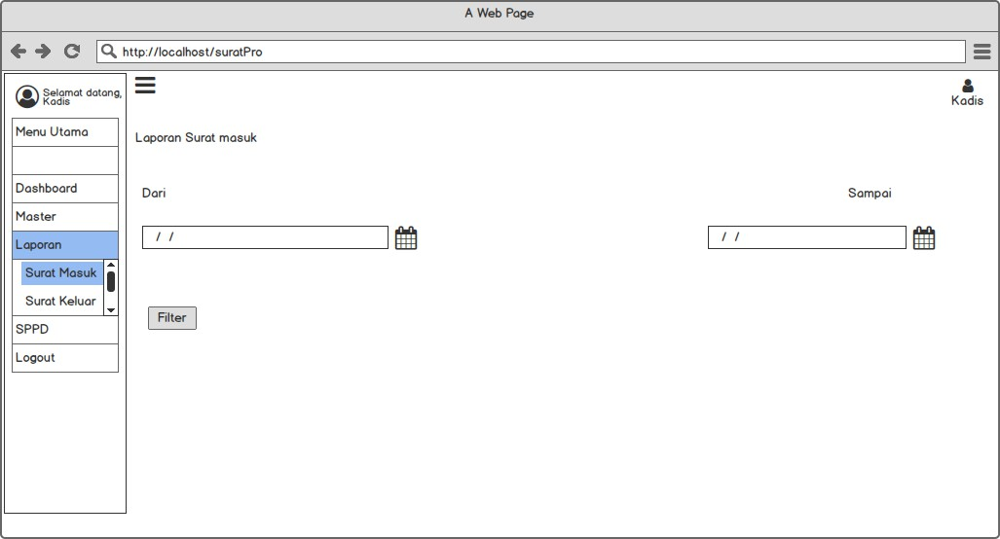 A Web Page
http://localhost/suratPro
Selamat datang,
Kadis
Kadis
Menu Utama
Dashboard
Master
Laporan
Surat Masuk
Surat Keluar
SPPD
Logout
Laporan Surat masuk
Dari
Sampai
/ /
/ /
Filter